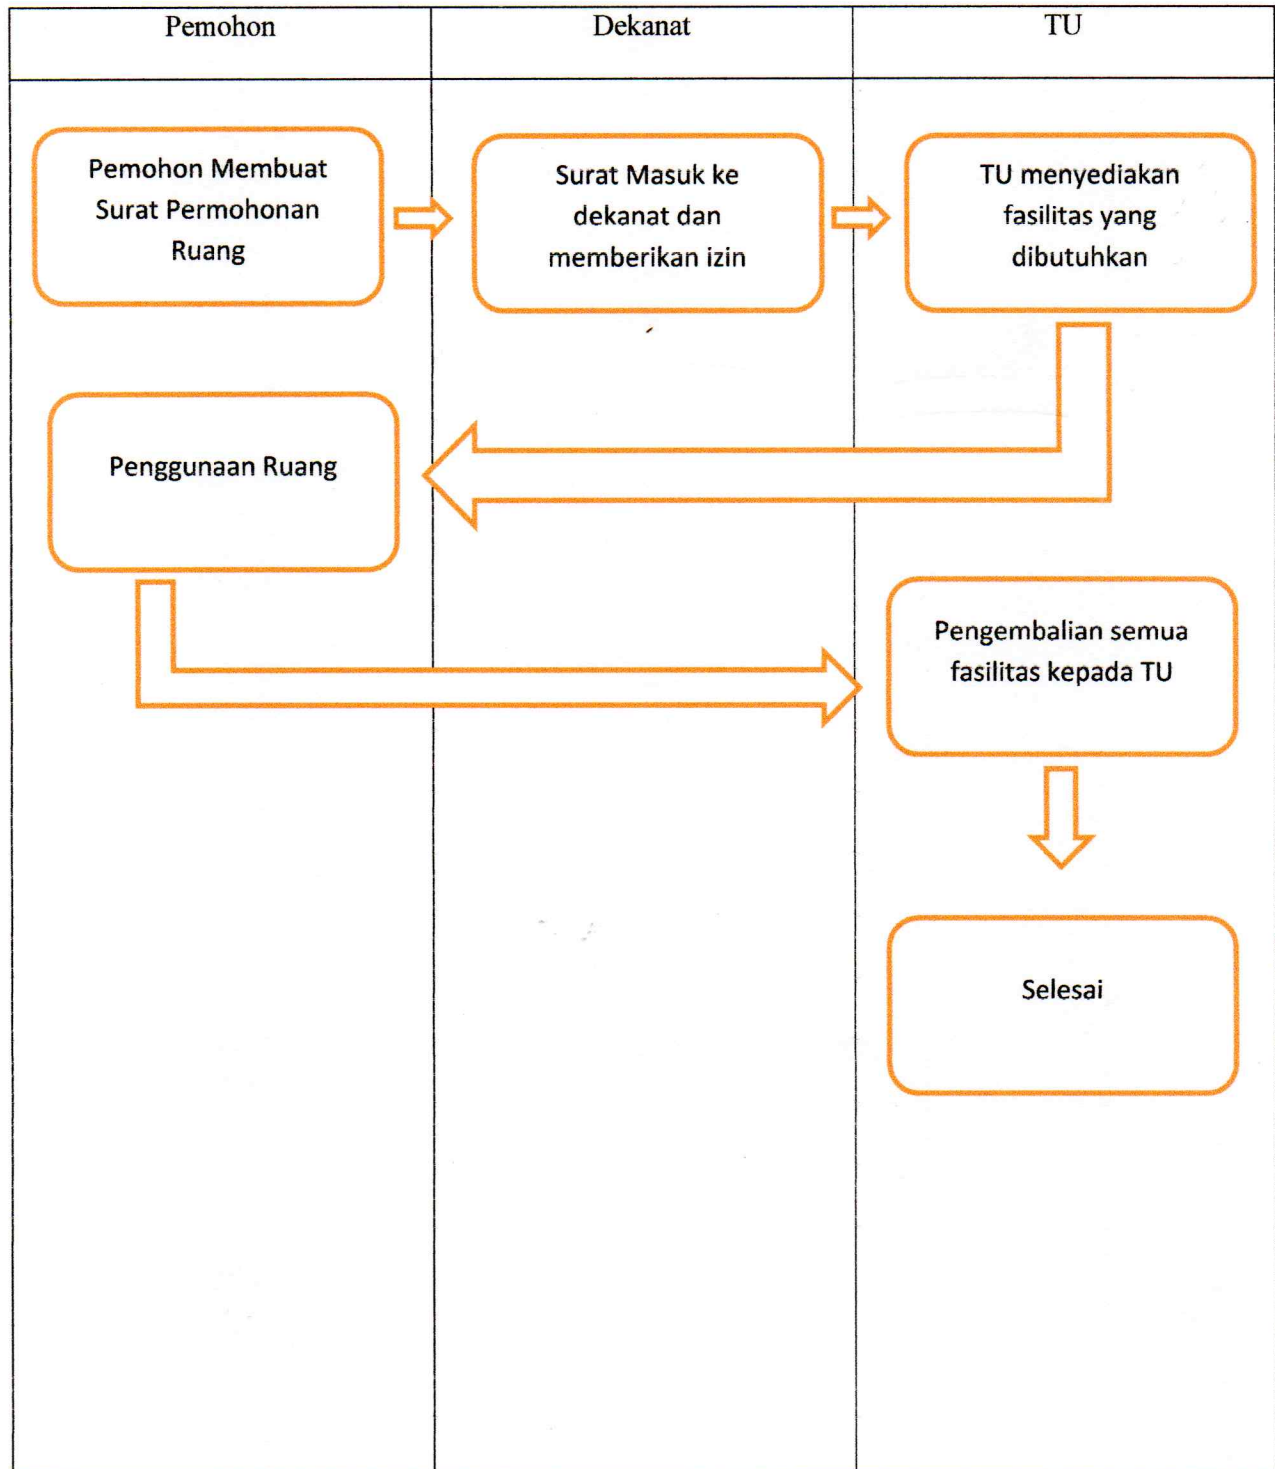 Pemohon
Dekanat
TU
Pemohon Membuat
Surat Permohonan
Ruang
Surat Masuk ke
dekanat dan
memberikan izin
TU menyediakan
fasilitas yang
dibutuhkan
Penggunaan Ruang
Pengembalian semua
fasilitas kepada TU
Selesai